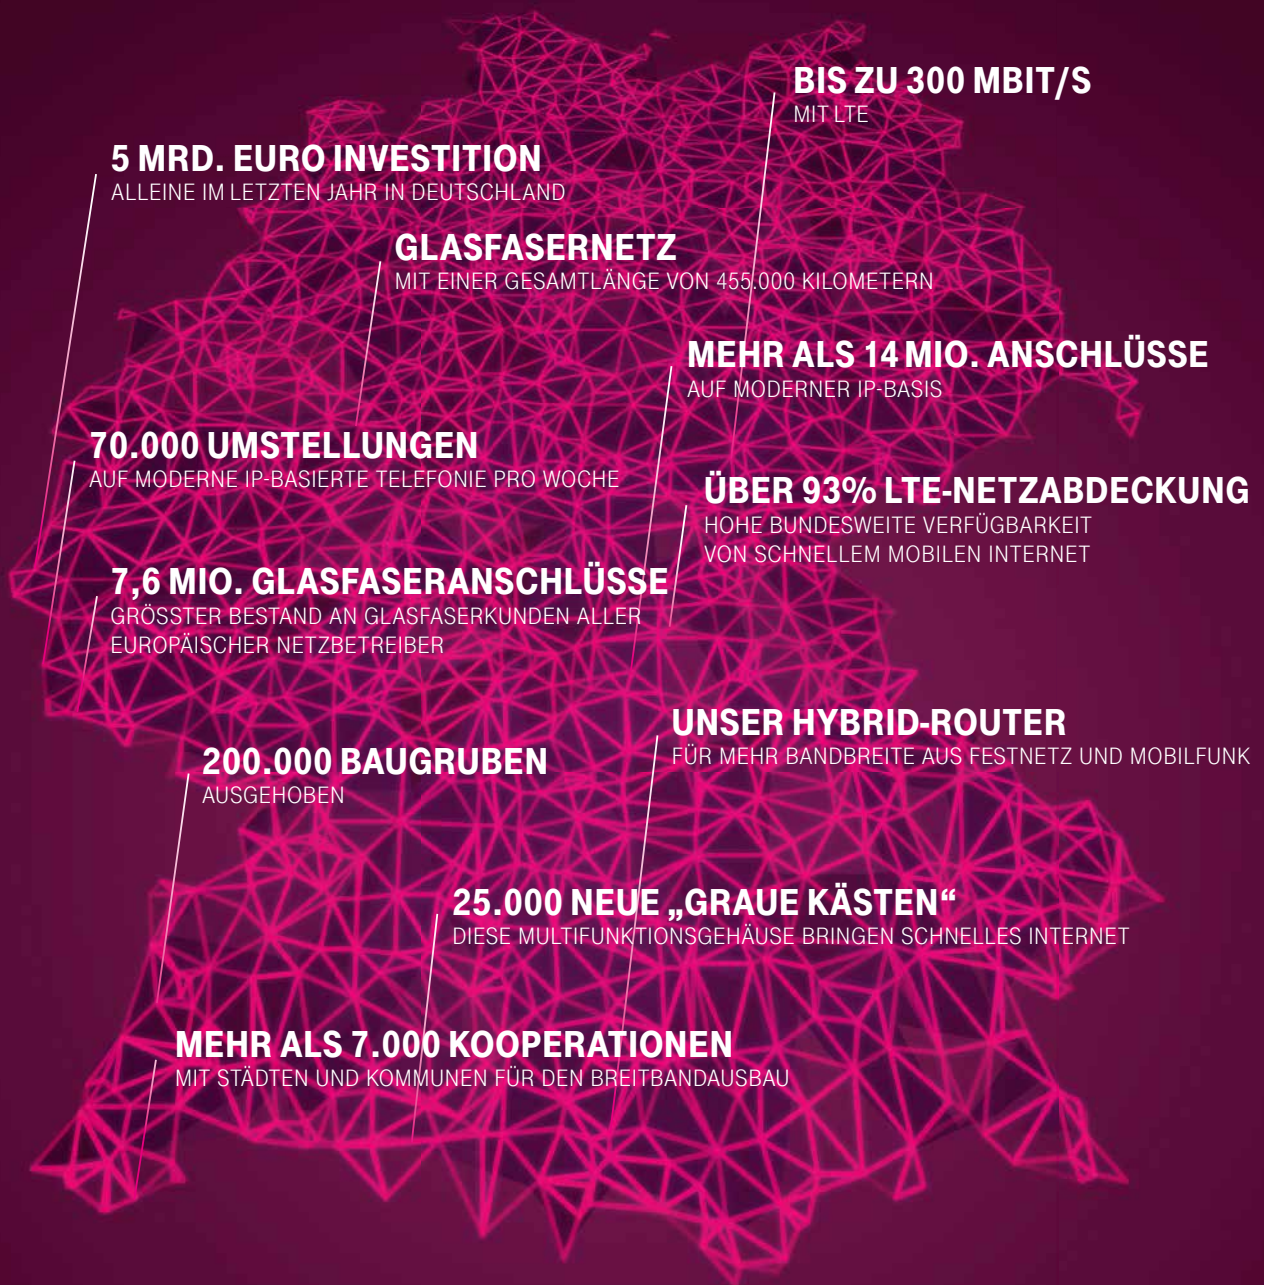 BIS ZU 300 MBIT/S
MIT LTE
5 MRD. EURO INVESTITION
ALLEINE IM LETZTEN JAHR IN DEUTSCHLAND
GLASFASERNETZ
MIT EINER GESAMTLÄNGE VON 455.000 KILOMETERN
MEHR ALS 14 MIO. ANSCHLÜSSE
AUF MODERNER IP-BASIS
70.000 UMSTELLUNGEN
AUF MODERNE IP-BASIERTE TELEFONIE PRO WOCHE
ÜBER 93% LTE-NETZABDECKUNG
HOHE BUNDESWEITE VERFÜGBARKEIT
VON SCHNELLEM MOBILEN INTERNET
7,6 MIO. GLASFASERANSCHLÜSSE
GRÖSSTER BESTAND AN GLASFASERKUNDEN ALLER
EUROPÄISCHER NETZBETREIBER
UNSER HYBRID-ROUTER
FÜR MEHR BANDBREITE AUS FESTNETZ UND MOBILFUNK
200.000 BAUGRUBEN
AUSGEHOBEN
25.000 NEUE „GRAUE KÄSTEN“
DIESE MULTIFUNKTIONSGEHÄUSE BRINGEN SCHNELLES INTERNET
MEHR ALS 7.000 KOOPERATIONEN
MIT STÄDTEN UND KOMMUNEN FÜR DEN BREITBANDAUSBAU